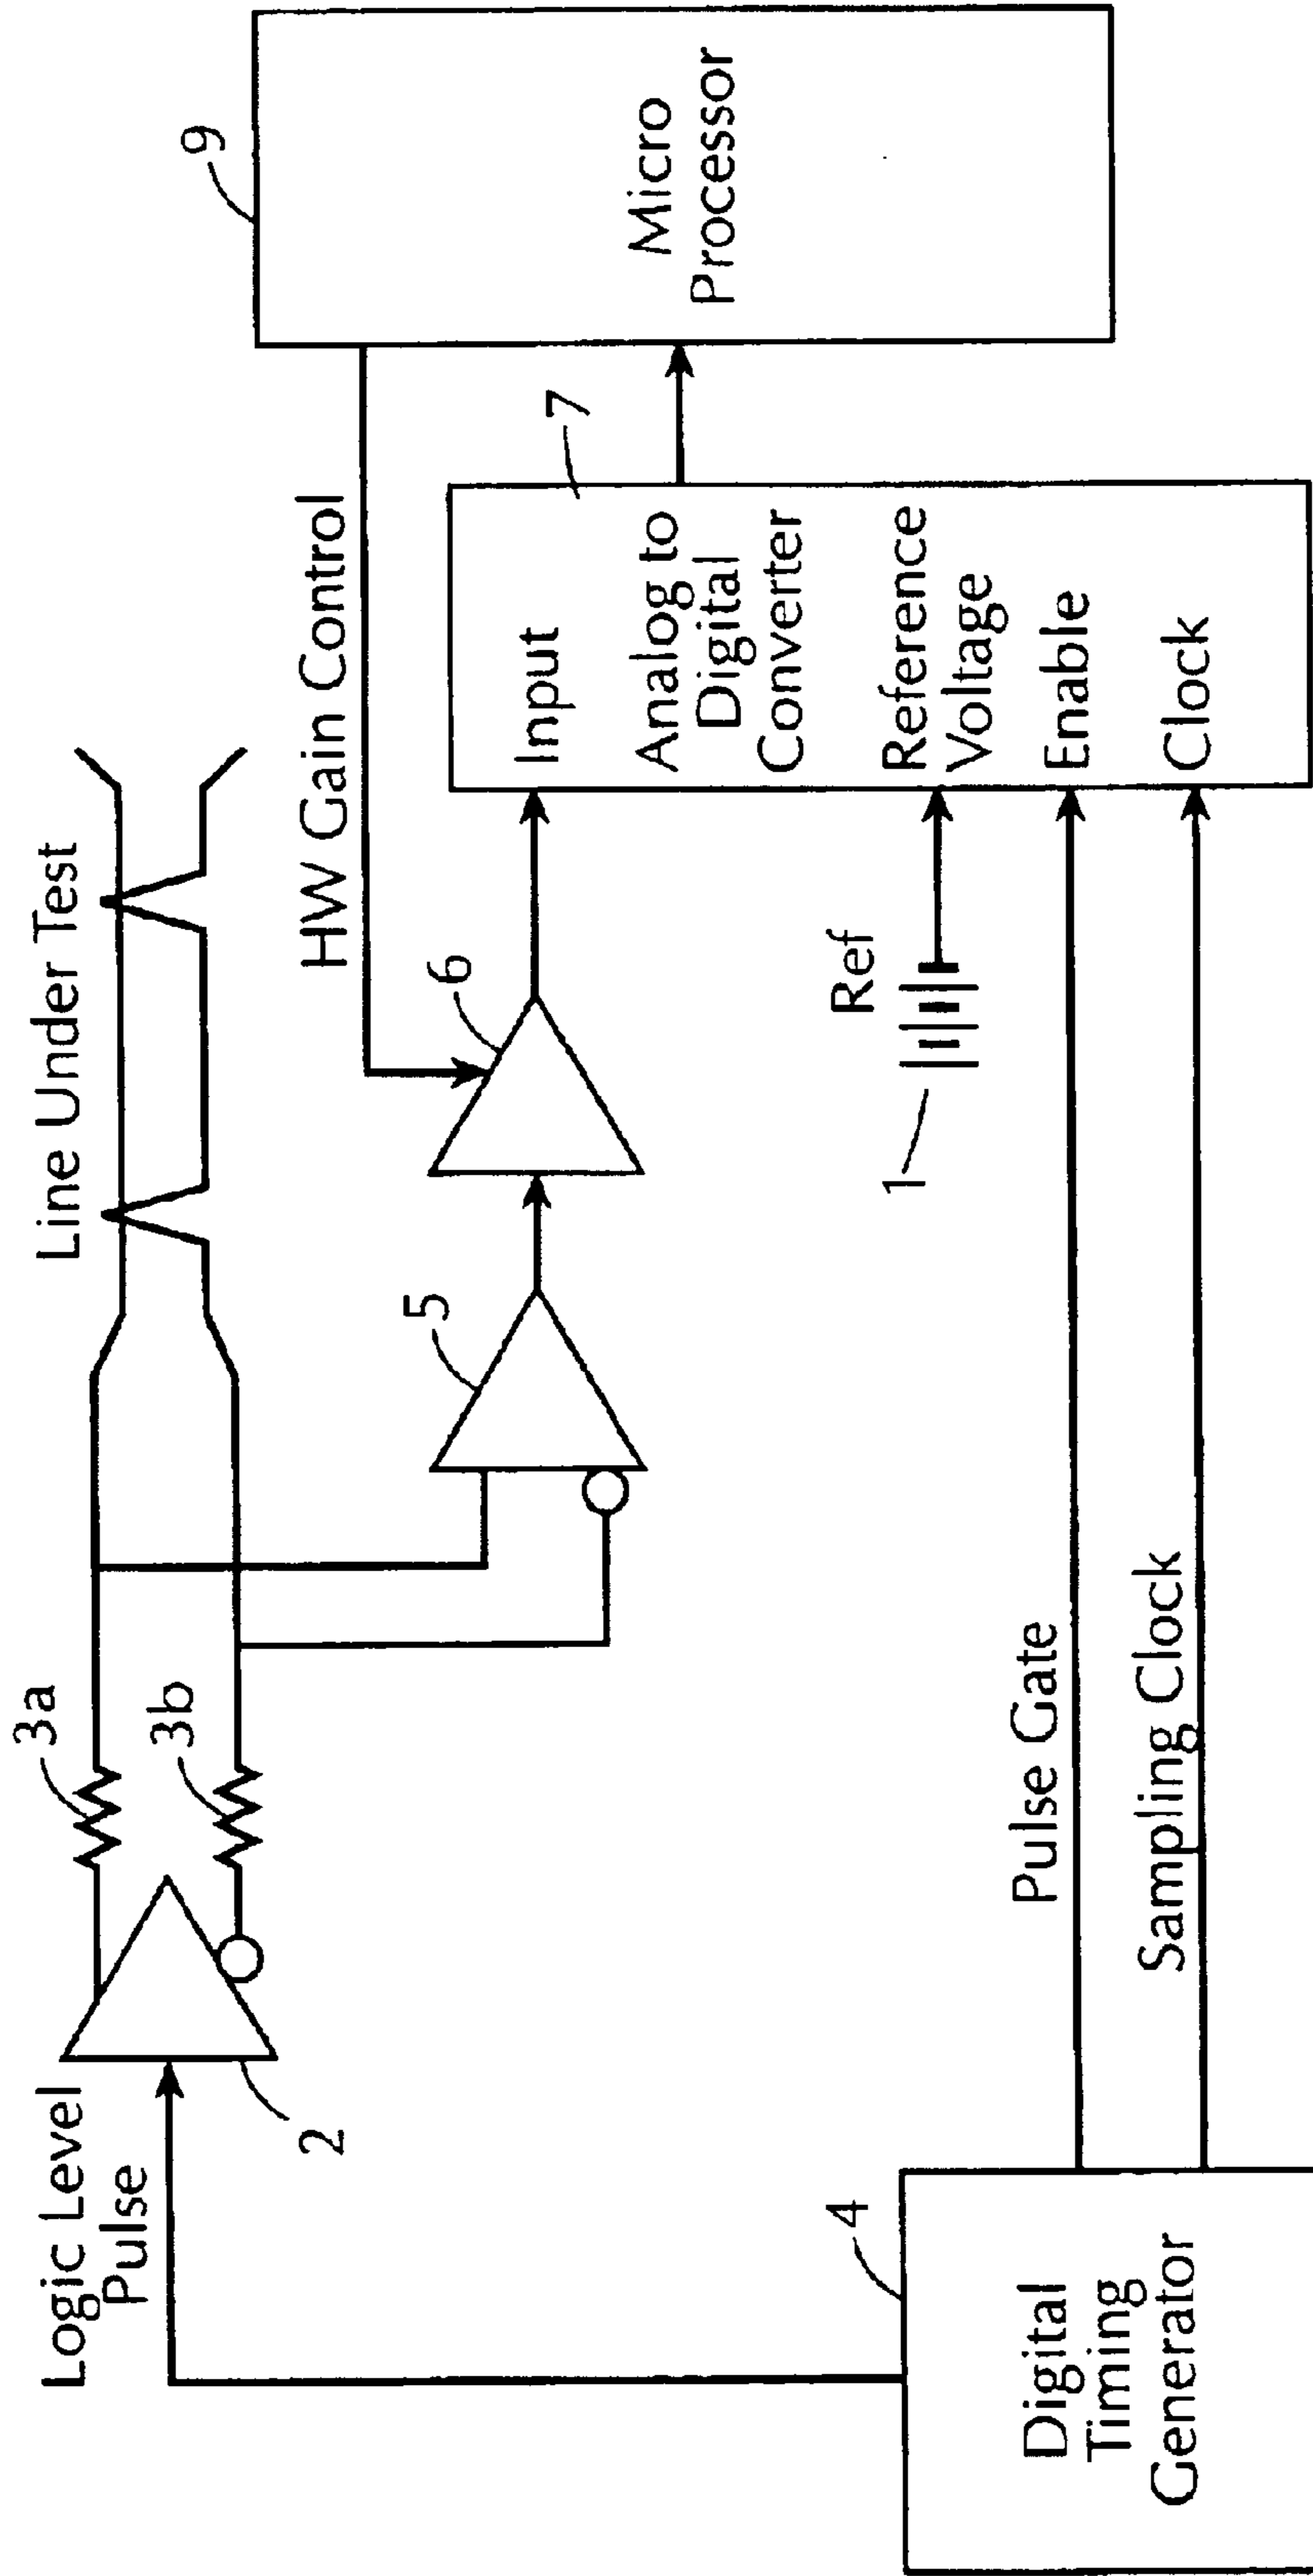 Line Under Test
Logic Level
Pulse
3a
3b
2
HW Gain Control
9
Micro
Processor
5
6
7
Input
Analog to
Digital
Converter
Reference
Voltage
Enable
Clock
Ref
1
Pulse Gate
Sampling Clock
4
Digital
Timing
Generator